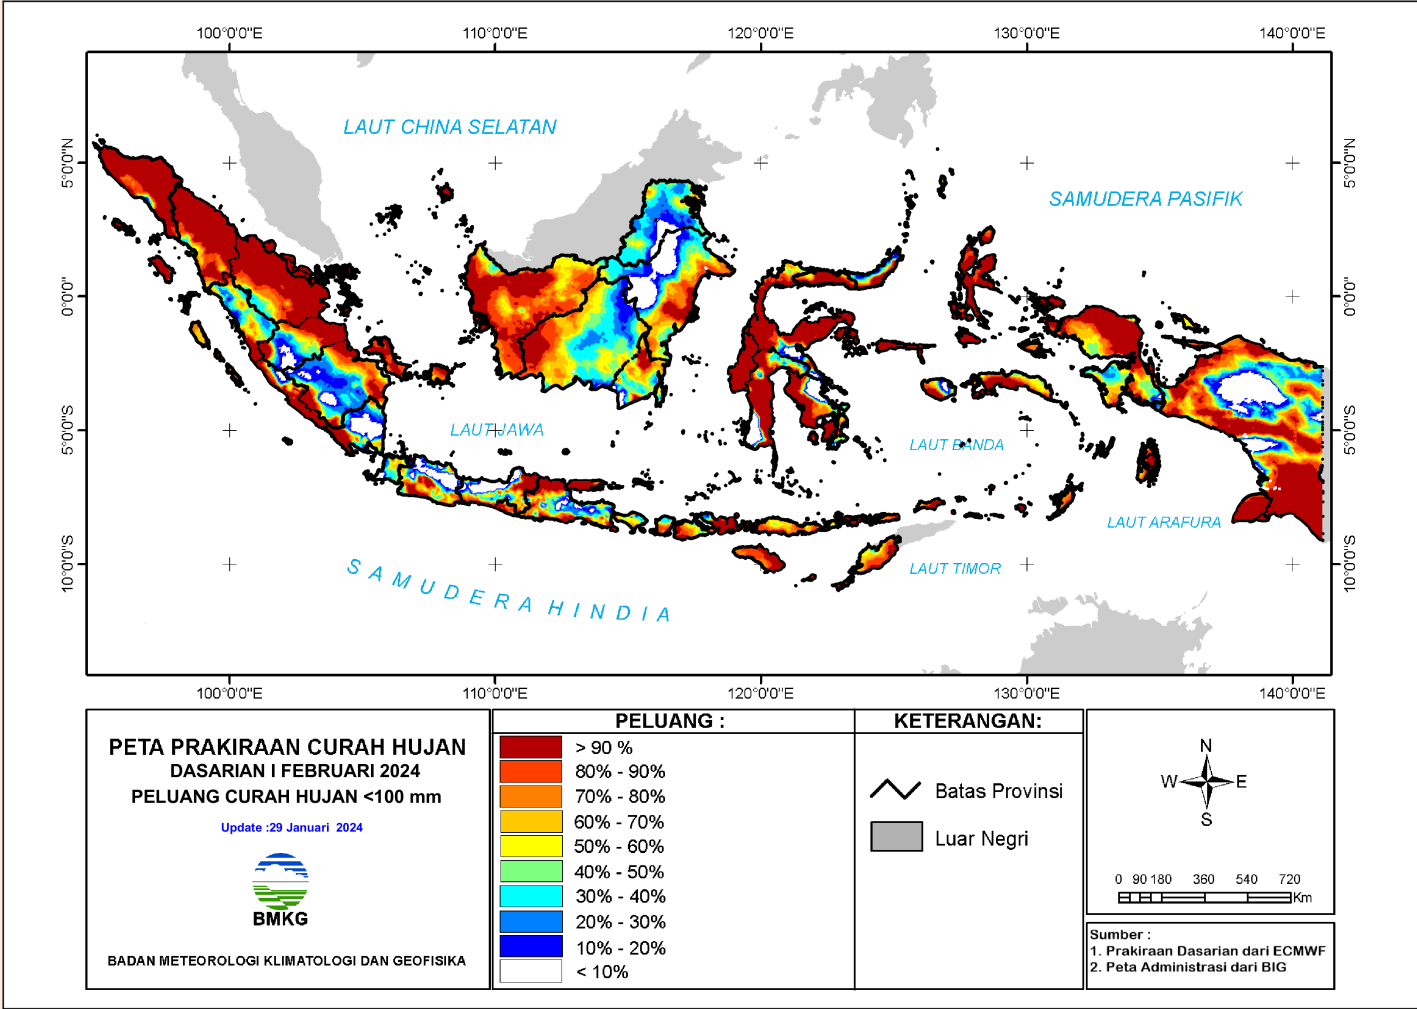 100°0'0"E 110°0'0"E 120°0'0"E 130°0'0"E 140°0'0"E
LAUT CHINA SELATAN
SAMUDERA PASIFIK
5°0'0"N 5°0'0"N
0°0'0" 0°0'0"
5°0'0"S 5°0'0"S
10°0'0"S 10°0'0"S
LAUT JAWA
LAUT BANDA
LAUT ARAFURA
LAUT TIMOR
SAMUDERA HINDIA
100°0'0"E 110°0'0"E 120°0'0"E 130°0'0"E 140°0'0"E
PETA PRAKIRAAN CURAH HUJAN
DASARIAN I FEBRUARI 2024
PELUANG CURAH HUJAN <100 mm
Update :29 Januari 2024
BMKG
BADAN METEOROLOGI KLIMATOLOGI DAN GEOFISIKA
PELUANG :
> 90 %
80% - 90%
70% - 80%
60% - 70%
50% - 60%
40% - 50%
30% - 40%
20% - 30%
10% - 20%
< 10%
KETERANGAN:
Batas Provinsi
Luar Negri
N
W E
S
0 90 180 360 540 720
Km
Sumber :
1. Prakiraan Dasarian dari ECMWF
2. Peta Administrasi dari BIG